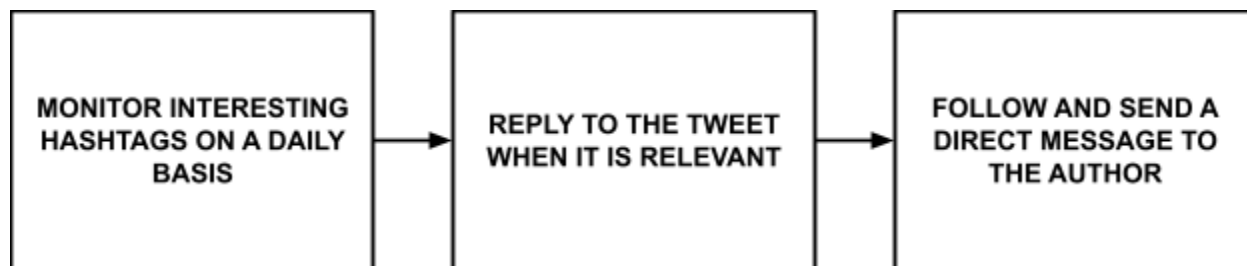 MONITOR INTERESTING
HASHTAGS ON A DAILY
BASIS
REPLY TO THE TWEET
WHEN IT IS RELEVANT
FOLLOW AND SEND A
DIRECT MESSAGE TO
THE AUTHOR